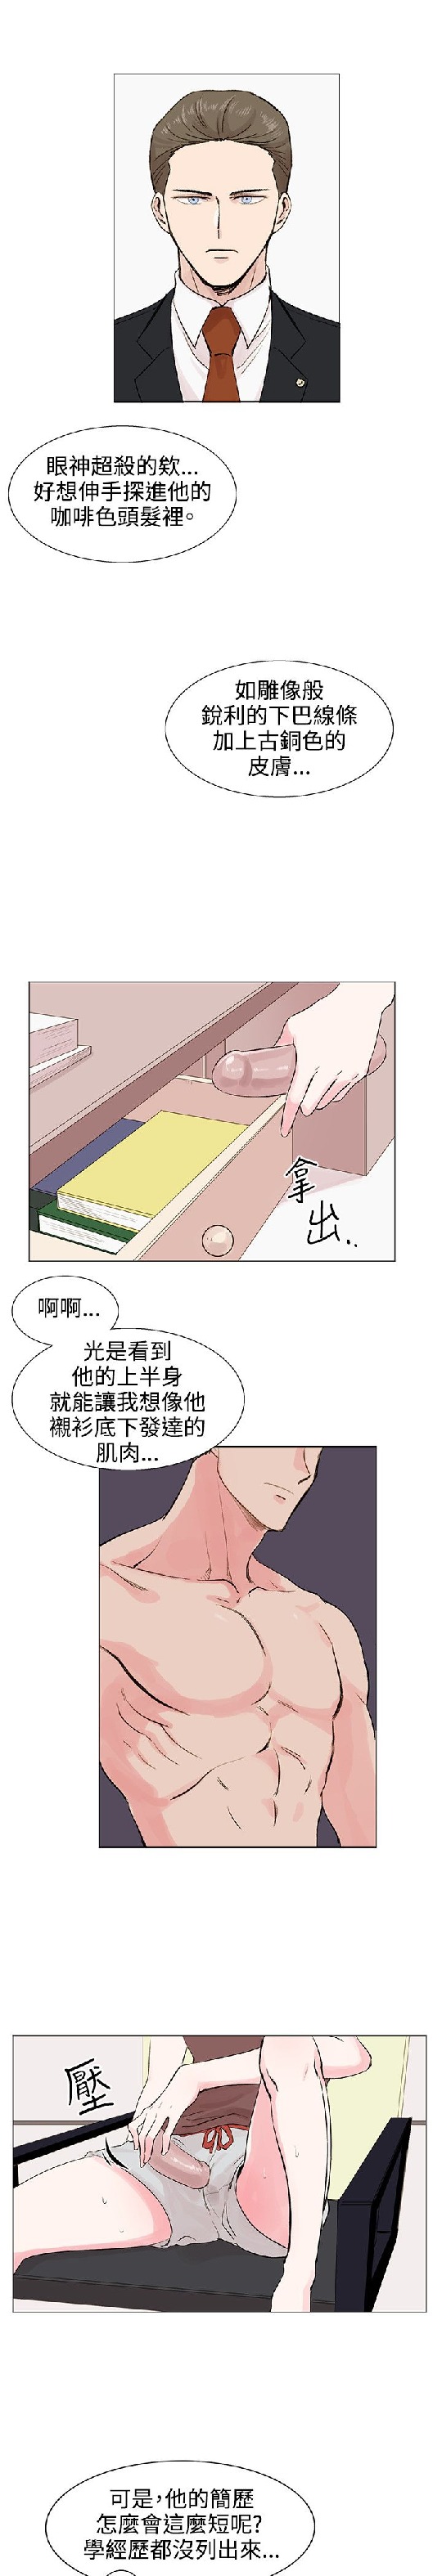 眼神超殺的欸...
好想伸手探進他的
咖啡色頭髮裡。
如雕像般
銳利的下巴線條
加上古銅色的
皮膚...
拿
出..
啊啊...
光是看到
他的上半身
就能讓我想像他
襯衫底下發達的
肌肉...
壓
可是,他的簡歷
怎麼會這麼短呢?
學經歷都沒列出來...